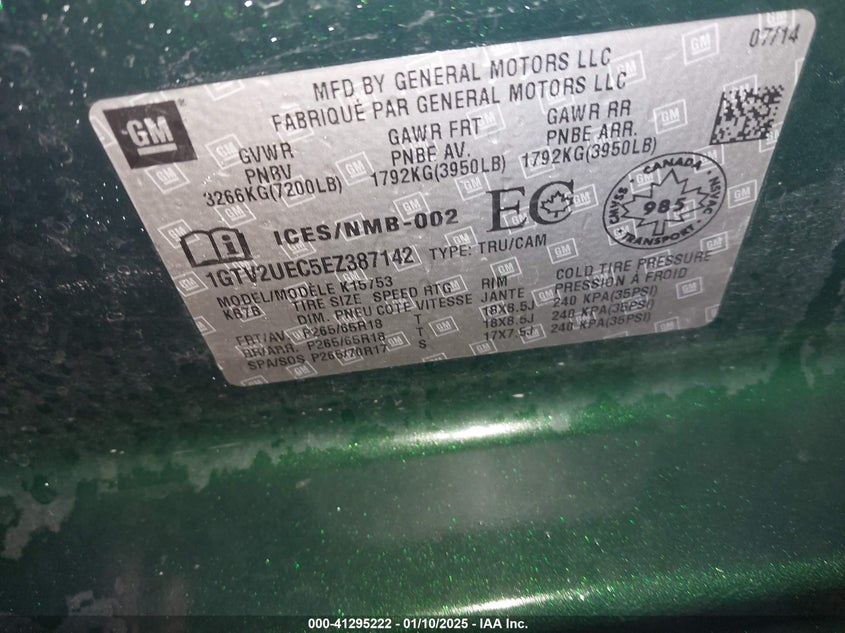 07/14
MFD BY GENERAL MOTORS LLC
FABRIQUÉ PAR GENERAL MOTORS LLC
GM
GVWR GAWR FRT GAWR RR
PNBV PNBE AV. PNBE ARR.
3266KG(7200LB) 1792KG(3950LB) 1792KG(3950LB)
ICES/NMB-002 EC
CANADA NSVAC TRANSPORT CMVSS
985
1GTV2UEC5EZ387142 TYPE: TRU/CAM
MODEL/MODÈLE K15753
TIRE SIZE SPEED RTG RIM COLD TIRE PRESSURE
DIM. PNEU COTE VITESSE JANTE PRESSION À FROID
FRT/AV. P265/65R18 T 18X8.5J 240 KPA(35PSI)
RR/ARR. P265/65R18 T 18X8.5J 240 KPA(35PSI)
SPA/SOS P265/70R17 S 17X7.5J 240 KPA(35PSI)
000-41295222 - 01/10/2025 - IAA Inc.